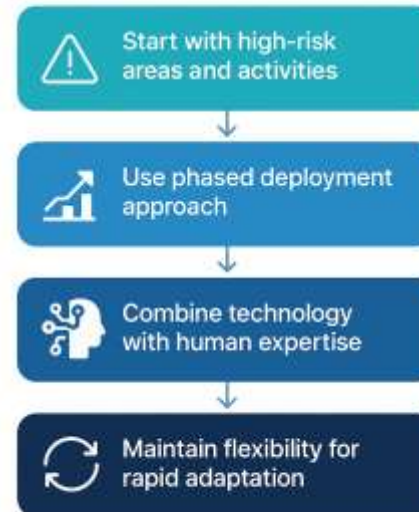 Start with high-risk
areas and activities
Use phased deployment
approach
Combine technology
with human expertise
Maintain flexibility for
rapid adaptation